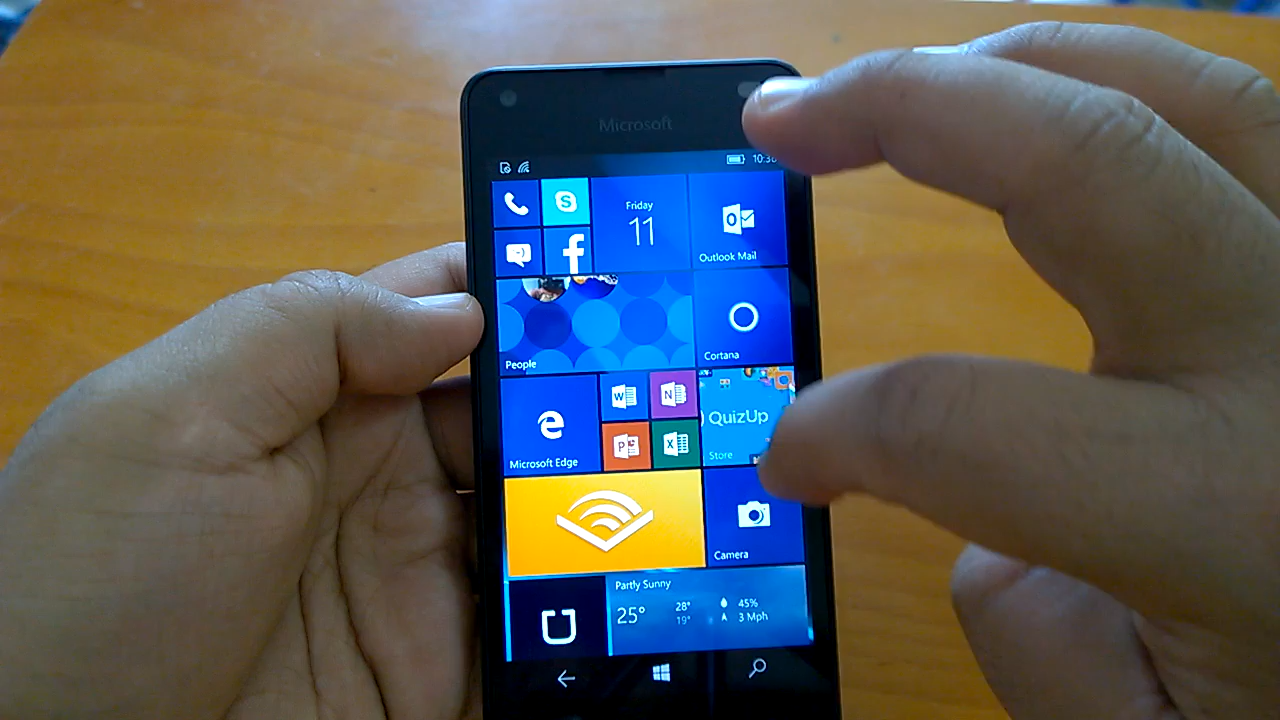 Microsoft
10:38
Friday
11
Outlook Mail
People
Cortana
Microsoft Edge
QuizUp
Store
Camera
Partly Sunny
25°
28°
19°
45%
3 Mph